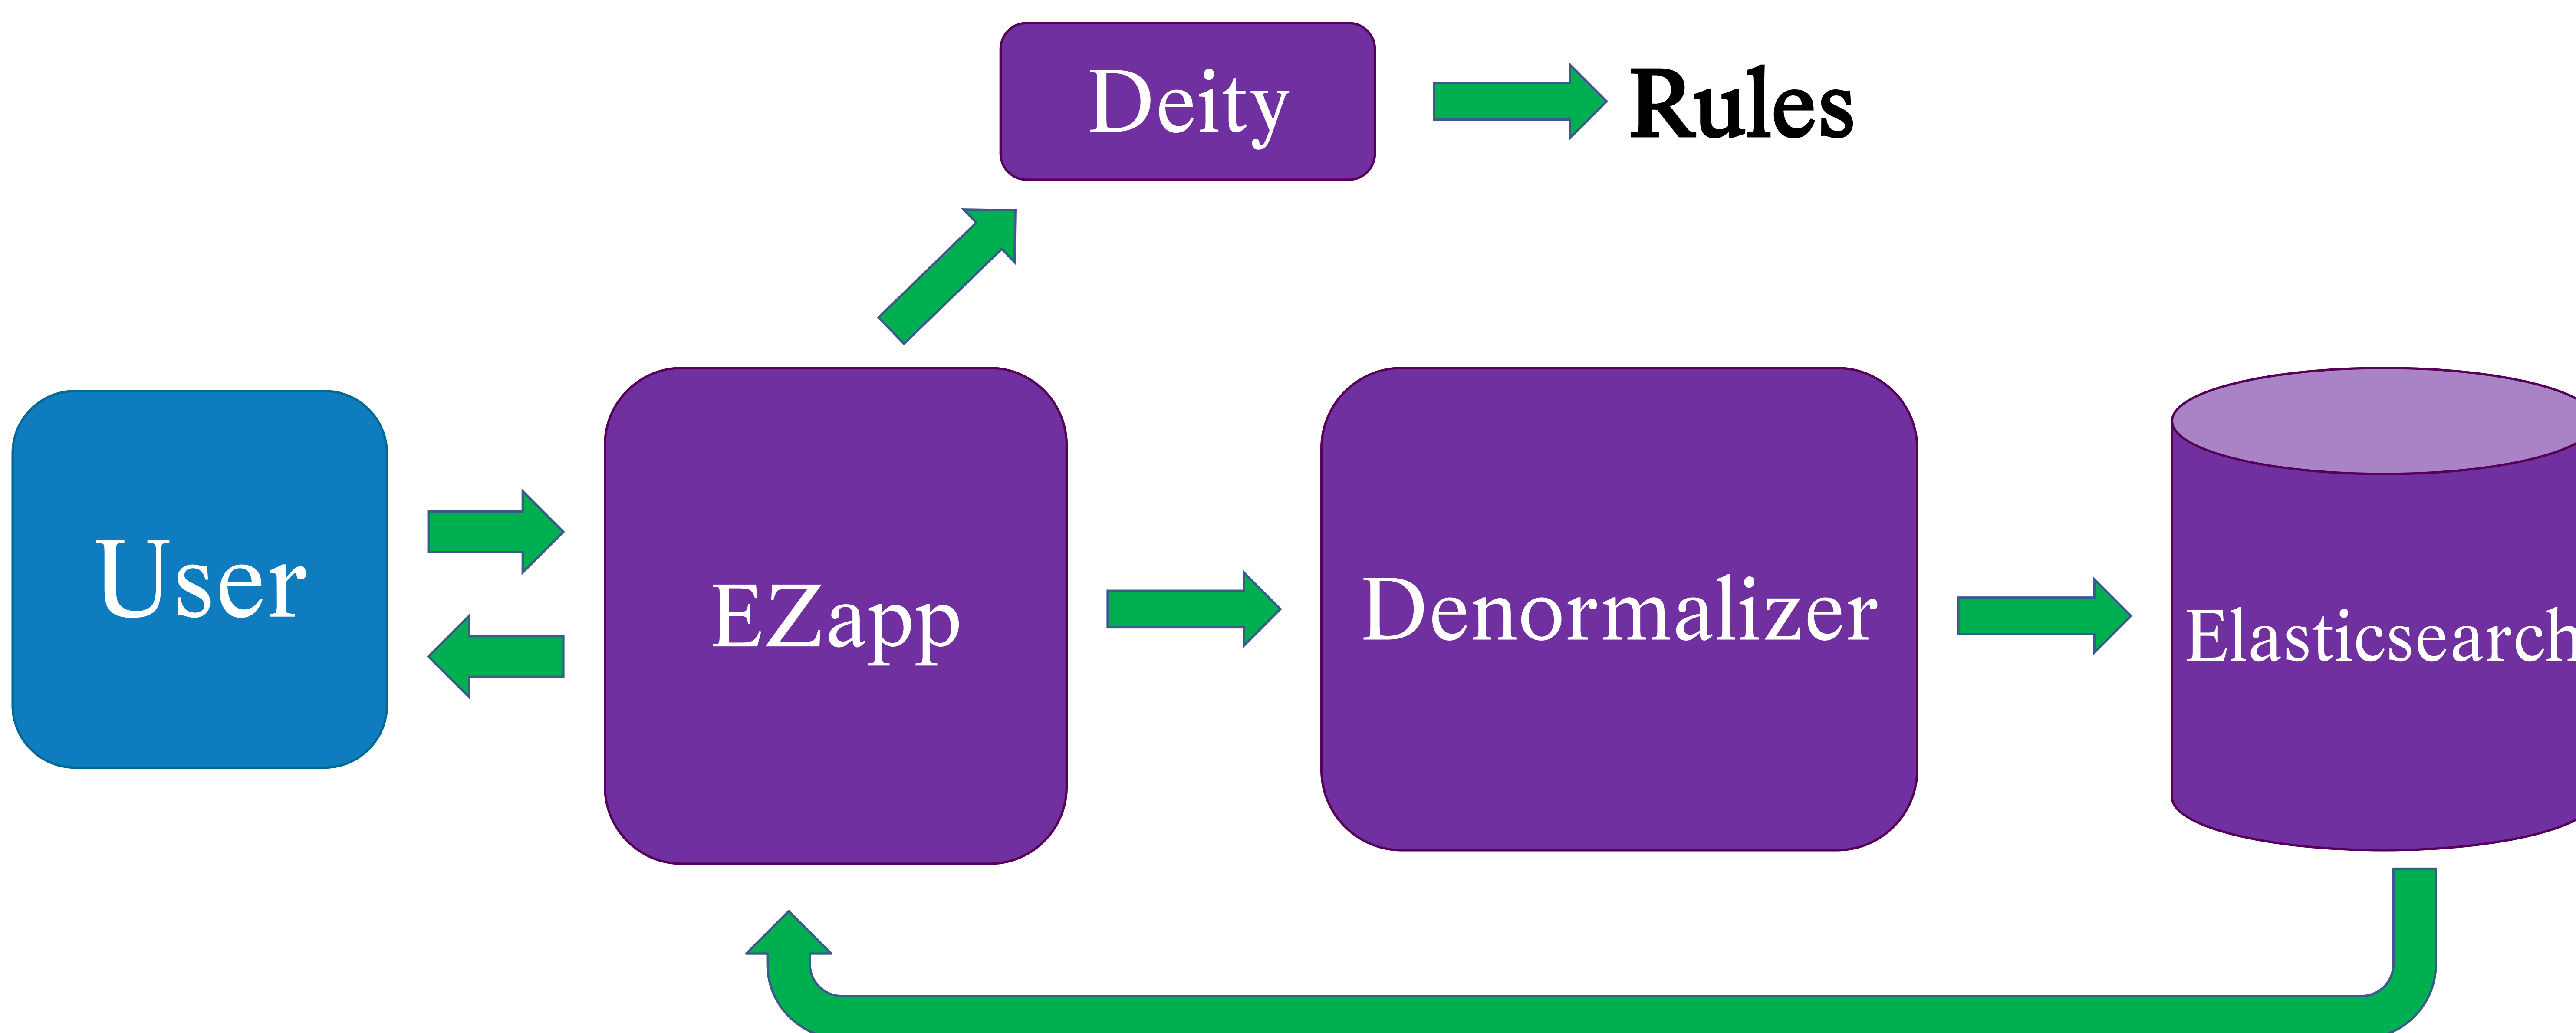 Deity
Rules
User
EZapp
Denormalizer
Elasticsearch